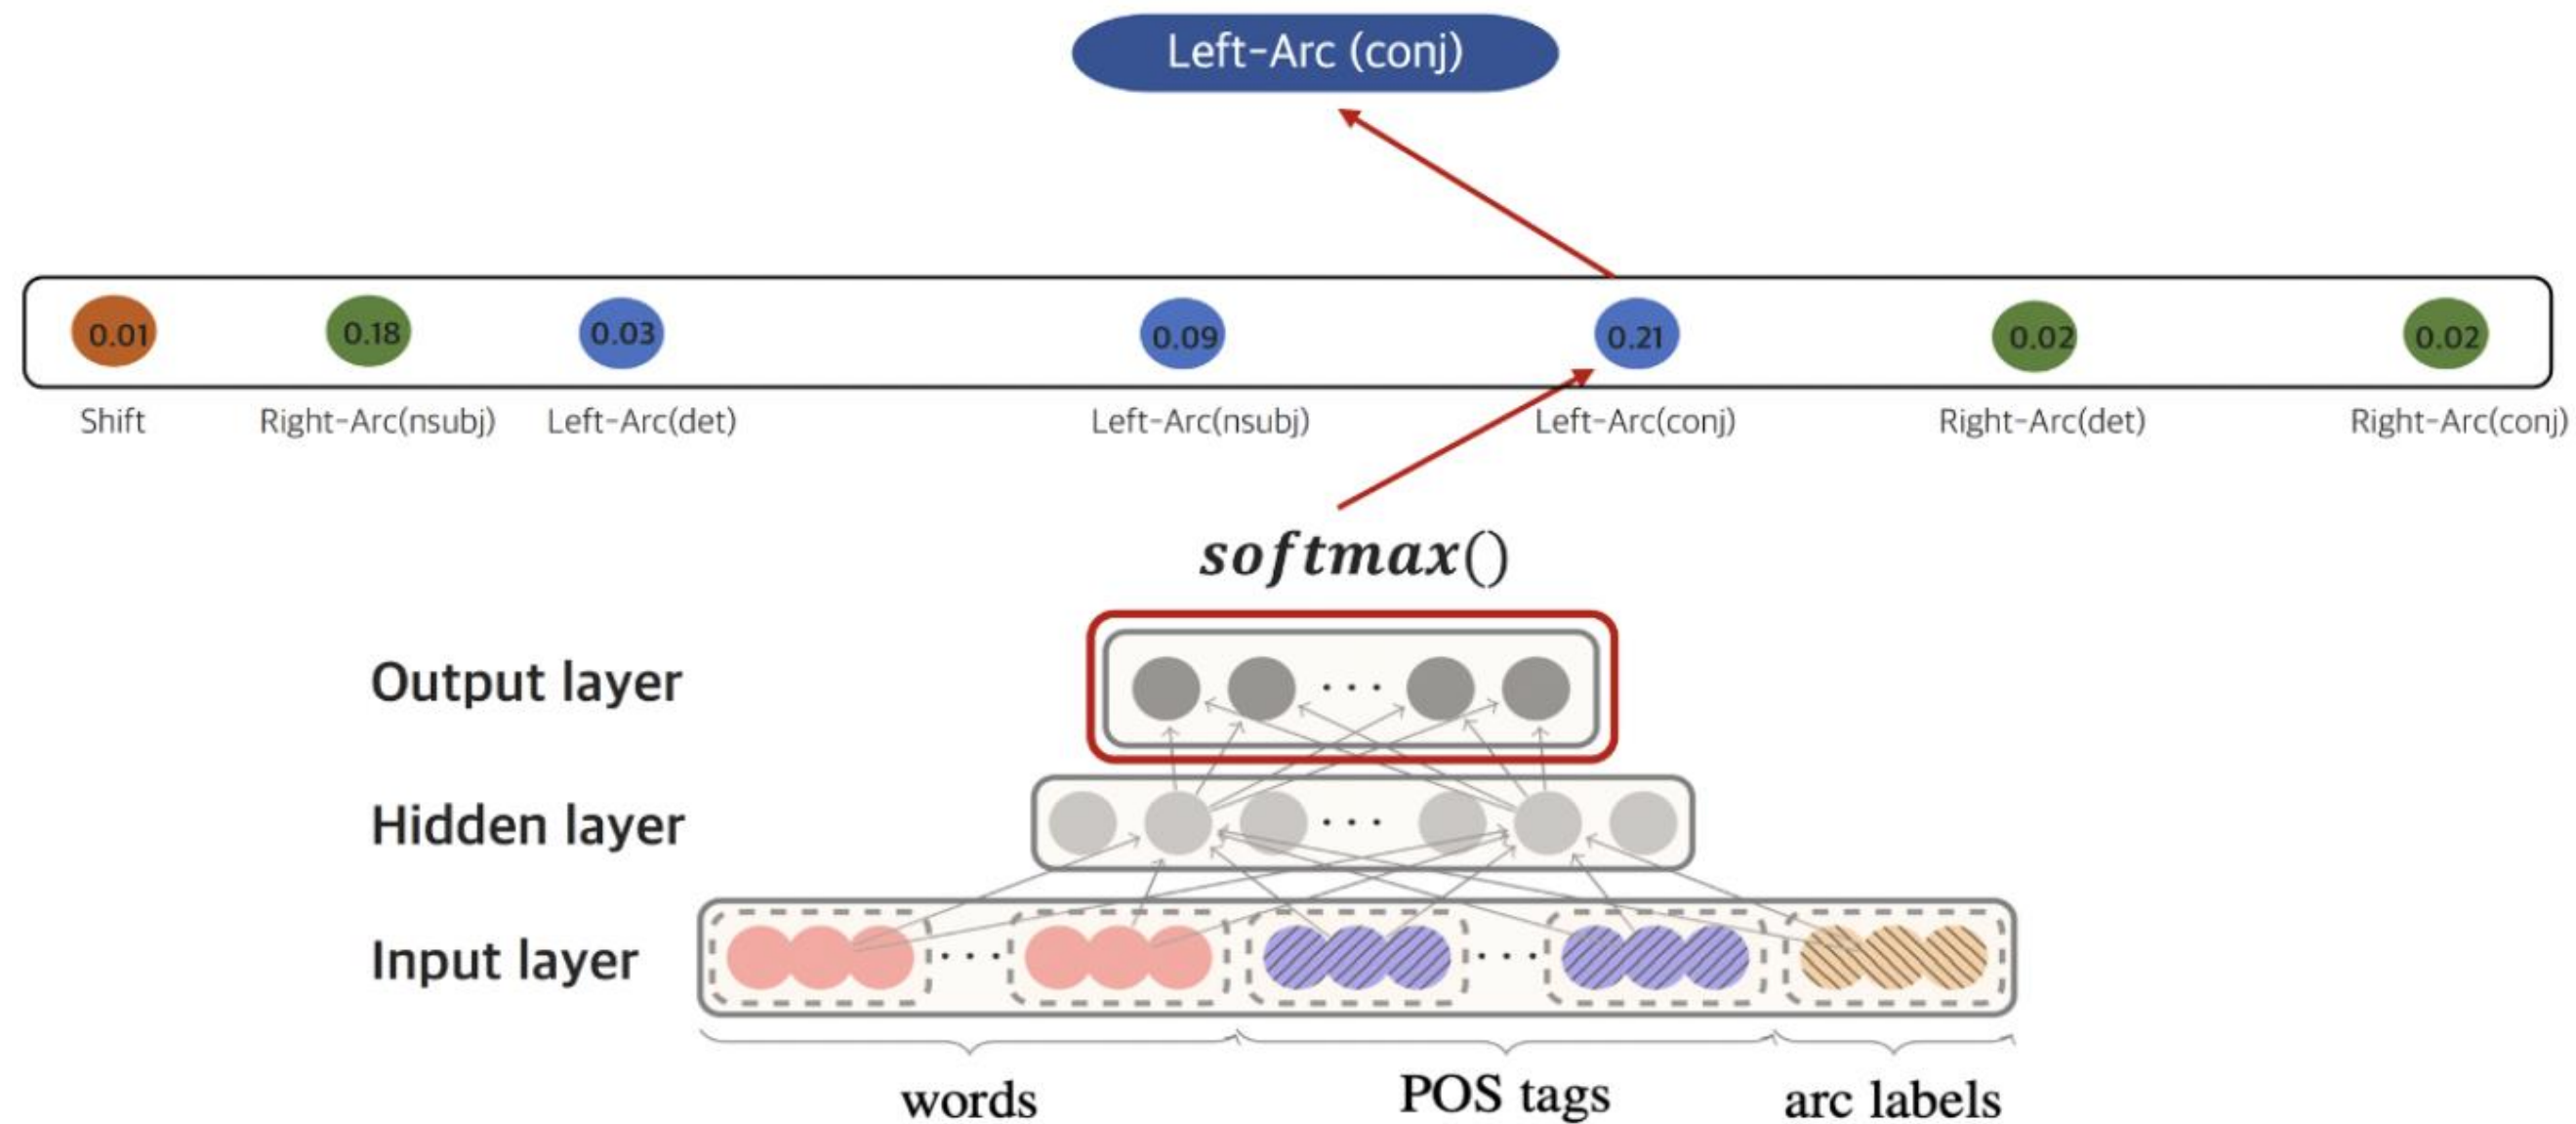 Left-Arc (conj)
0.01 0.18 0.03 0.09 0.21 0.02 0.02
Shift Right-Arc(nsubj) Left-Arc(det) Left-Arc(nsubj) Left-Arc(conj) Right-Arc(det) Right-Arc(conj)
softmax()
Output layer
Hidden layer
Input layer
words POS tags arc labels